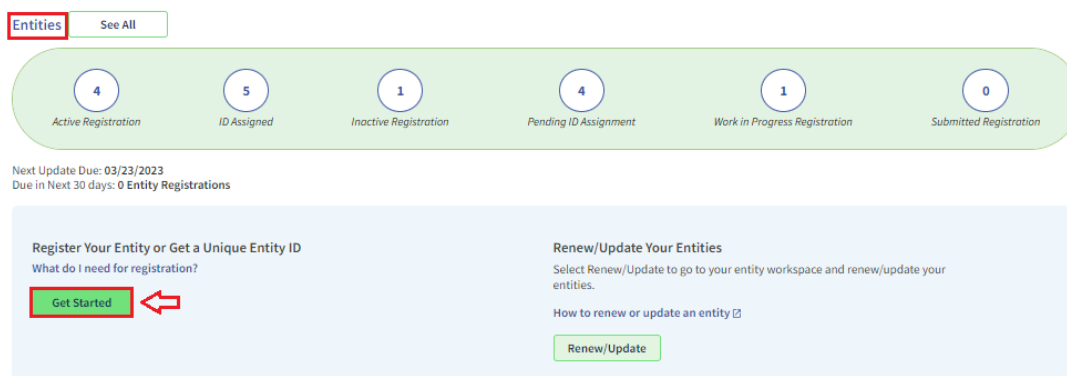 Entities See All
4 5 1 4 1 0
Active Registration ID Assigned Inactive Registration Pending ID Assignment Work in Progress Registration Submitted Registration
Next Update Due: 03/23/2023
Due in Next 30 days: 0 Entity Registrations
Register Your Entity or Get a Unique Entity ID
What do I need for registration?
Get Started
Renew/Update Your Entities
Select Renew/Update to go to your entity workspace and renew/update your
entities.
How to renew or update an entity
Renew/Update